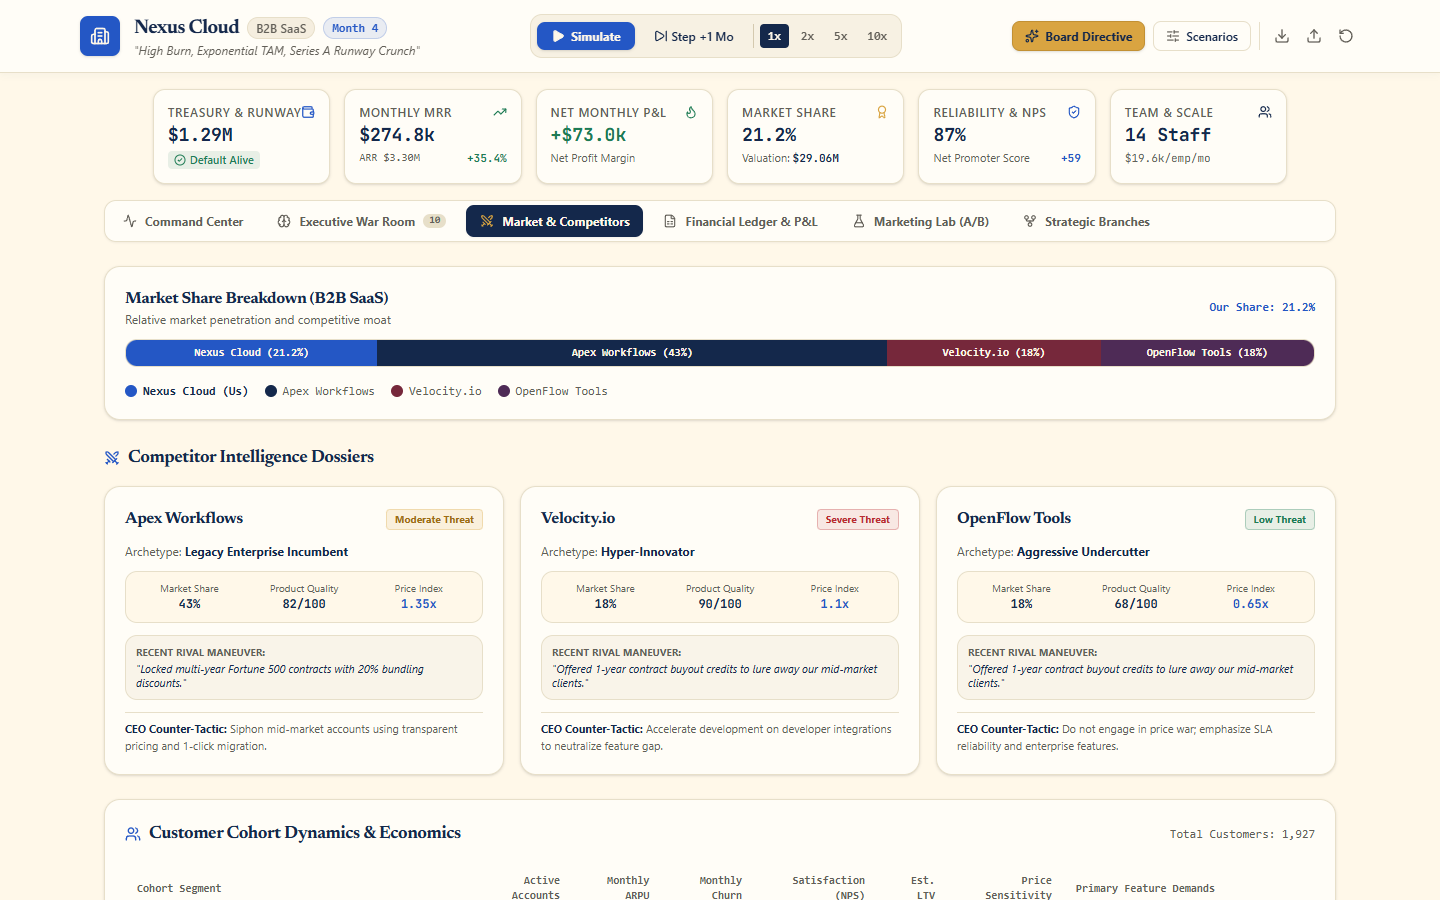 Nexus Cloud B2B SaaS Month 4
"High Burn, Exponential TAM, Series A Runway Crunch"
Simulate Step +1 Mo 1x 2x 5x 10x
Board Directive Scenarios
TREASURY & RUNWAY
$1.29M
Default Alive
MONTHLY MRR
$274.8k
ARR $3.30M +35.4%
NET MONTHLY P&L
+$73.0k
Net Profit Margin
MARKET SHARE
21.2%
Valuation: $29.06M
RELIABILITY & NPS
87%
Net Promoter Score +59
TEAM & SCALE
14 Staff
$19.6k/emp/mo
Command Center Executive War Room 10 Market & Competitors Financial Ledger & P&L Marketing Lab (A/B) Strategic Branches
Market Share Breakdown (B2B SaaS)
Relative market penetration and competitive moat
Our Share: 21.2%
Nexus Cloud (21.2%) Apex Workflows (43%) Velocity.io (18%) OpenFlow Tools (18%)
Nexus Cloud (Us) Apex Workflows Velocity.io OpenFlow Tools
Competitor Intelligence Dossiers
Apex Workflows Moderate Threat
Archetype: Legacy Enterprise Incumbent
Market Share Product Quality Price Index
43% 82/100 1.35x
RECENT RIVAL MANEUVER:
"Locked multi-year Fortune 500 contracts with 20% bundling
discounts."
CEO Counter-Tactic: Siphon mid-market accounts using transparent
pricing and 1-click migration.
Velocity.io Severe Threat
Archetype: Hyper-Innovator
Market Share Product Quality Price Index
18% 90/100 1.1x
RECENT RIVAL MANEUVER:
"Offered 1-year contract buyout credits to lure away our mid-market
clients."
CEO Counter-Tactic: Accelerate development on developer integrations
to neutralize feature gap.
OpenFlow Tools Low Threat
Archetype: Aggressive Undercutter
Market Share Product Quality Price Index
18% 68/100 0.65x
RECENT RIVAL MANEUVER:
"Offered 1-year contract buyout credits to lure away our mid-market
clients."
CEO Counter-Tactic: Do not engage in price war; emphasize SLA
reliability and enterprise features.
Customer Cohort Dynamics & Economics
Total Customers: 1,927
Cohort Segment Active Accounts Monthly ARPU Monthly Churn Satisfaction (NPS) Est. LTV Price Sensitivity Primary Feature Demands